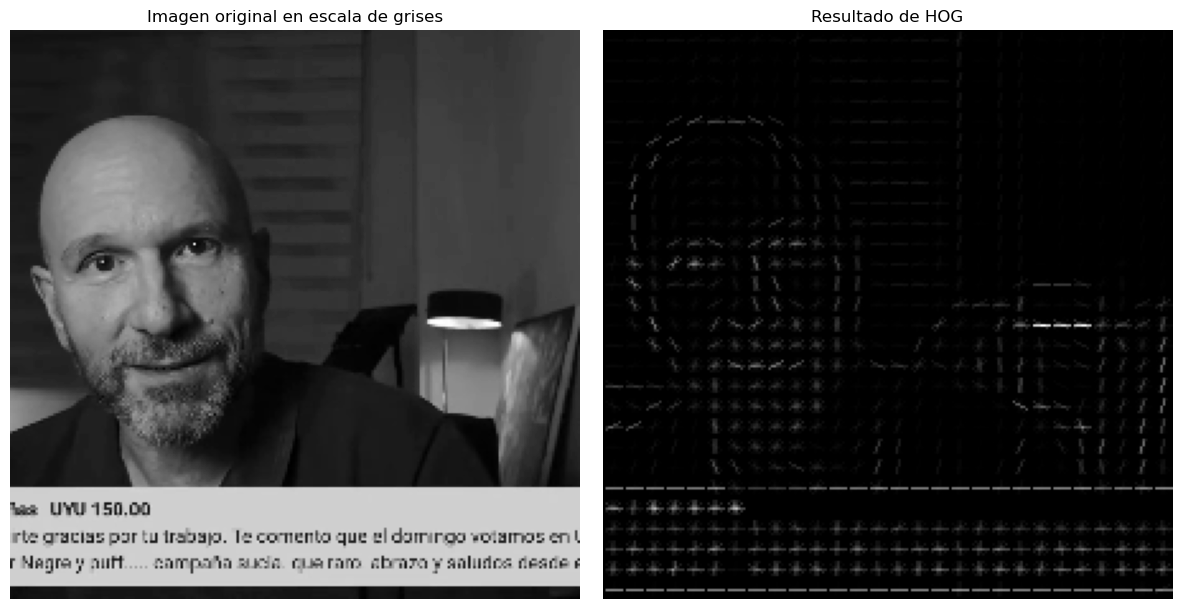 Imagen original en escala de grises
Resultado de HOG
UYU 150.00
gracias por tu trabajo. Te comento que el domingo votamos en
Negre y puff..... campaña sucia. que raro. abrazo y saludos desde